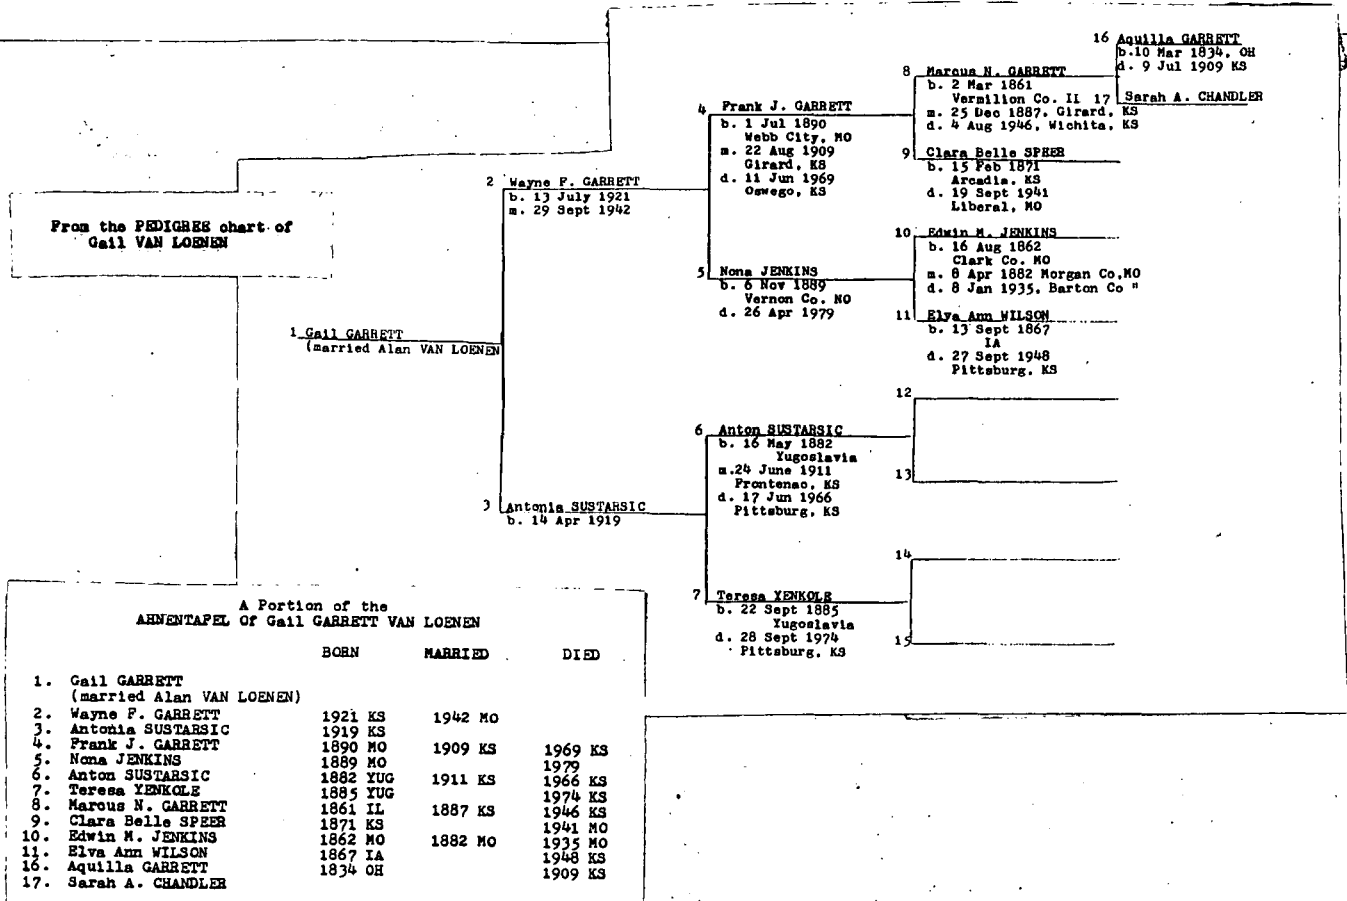 From the PEDIGREE chart of
Gail VAN LOENEN
1 Gail GARRETT
(married Alan VAN LOENEN
2 Wayne F. GARRETT
b. 13 July 1921
m. 29 Sept 1942
3 Antonia SUSTARSIC
b. 14 Apr 1919
4 Frank J. GARRETT
b. 1 Jul 1890
Webb City, MO
m. 22 Aug 1909
Girard, KS
d. 11 Jun 1969
Oswego, KS
5 Nona JENKINS
b. 6 Nov 1889
Vernon Co. MO
d. 26 Apr 1979
6 Anton SUSTARSIC
b. 16 May 1882
Yugoslavia
m.24 June 1911
Frontenac, KS
d. 17 Jun 1966
Pittsburg, KS
7 Teresa YENKOLE
b. 22 Sept 1885
Yugoslavia
d. 28 Sept 1974
Pittsburg, KS
8 Marcus N. GARRETT
b. 2 Mar 1861
Vermilion Co. Il
m. 25 Dec 1887, Girard, KS
d. 4 Aug 1946, Wichita, KS
9 Clara Belle SPEER
b. 15 Feb 1871
Arcadia, KS
d. 19 Sept 1941
Liberal, MO
10 Edwin M. JENKINS
b. 16 Aug 1862
Clark Co. MO
m. 8 Apr 1882 Morgan Co,MO
d. 8 Jan 1935, Barton Co "
11 Elva Ann WILSON
b. 13 Sept 1867
IA
d. 27 Sept 1948
Pittsburg, KS
12
13
14
15
16 Aquilla GARRETT
b.10 Mar 1834, OH
d. 9 Jul 1909 KS
17 Sarah A. CHANDLER
A Portion of the
AHNENTAFEL Of Gail GARRETT VAN LOENEN
BORN MARRIED DIED
1. Gail GARRETT
(married Alan VAN LOENEN)
2. Wayne F. GARRETT 1921 KS 1942 MO
3. Antonia SUSTARSIC 1919 KS
4. Frank J. GARRETT 1890 MO 1909 KS 1969 KS
5. Nona JENKINS 1889 MO 1979
6. Anton SUSTARSIC 1882 YUG 1911 KS 1966 KS
7. Teresa YENKOLE 1885 YUG 1974 KS
8. Marcus N. GARRETT 1861 IL 1887 KS 1946 KS
9. Clara Belle SPEER 1871 KS 1941 MO
10. Edwin M. JENKINS 1862 MO 1882 MO 1935 MO
11. Elva Ann WILSON 1867 IA 1948 KS
16. Aquilla GARRETT 1834 OH 1909 KS
17. Sarah A. CHANDLER